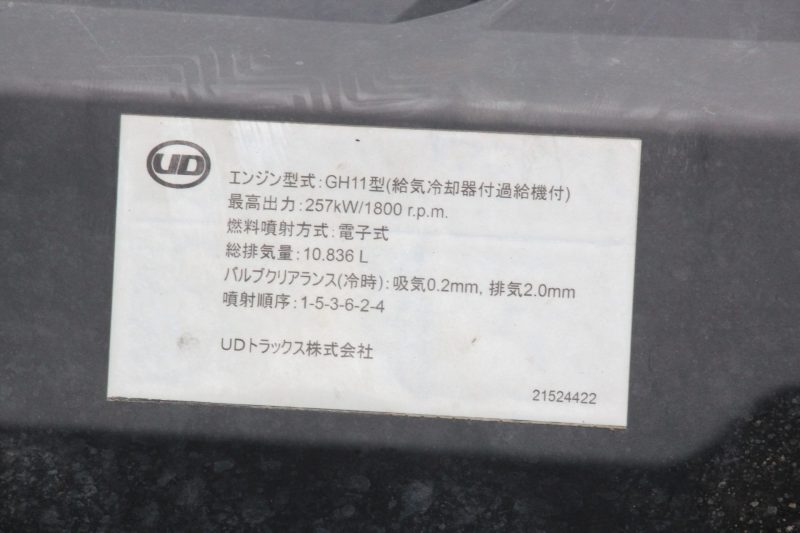 UD
エンジン型式:GH11型(給気冷却器付過給機付)
最高出力:257kW/1800 r.p.m.
燃料噴射方式:電子式
総排気量:10.836 L
バルブクリアランス(冷時):吸気0.2mm, 排気2.0mm
噴射順序:1-5-3-6-2-4
UDトラックス株式会社
21524422